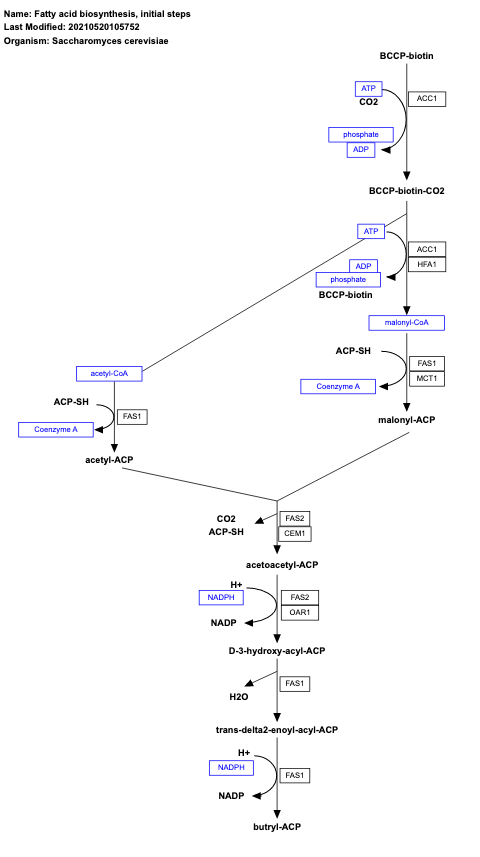 Name: Fatty acid biosynthesis, initial steps
Last Modified: 20210520105752
Organism: Saccharomyces cerevisiae
BCCP-biotin
ATP
CO2
ACC1
phosphate
ADP
BCCP-biotin-CO2
ATP
ACC1
HFA1
ADP
phosphate
BCCP-biotin
malonyl-CoA
ACP-SH
FAS1
MCT1
Coenzyme A
malonyl-ACP
acetyl-CoA
ACP-SH
FAS1
Coenzyme A
acetyl-ACP
CO2
ACP-SH
FAS2
CEM1
acetoacetyl-ACP
H+
NADPH
FAS2
OAR1
NADP
D-3-hydroxy-acyl-ACP
FAS1
H2O
trans-delta2-enoyl-acyl-ACP
H+
NADPH
FAS1
NADP
butryl-ACP